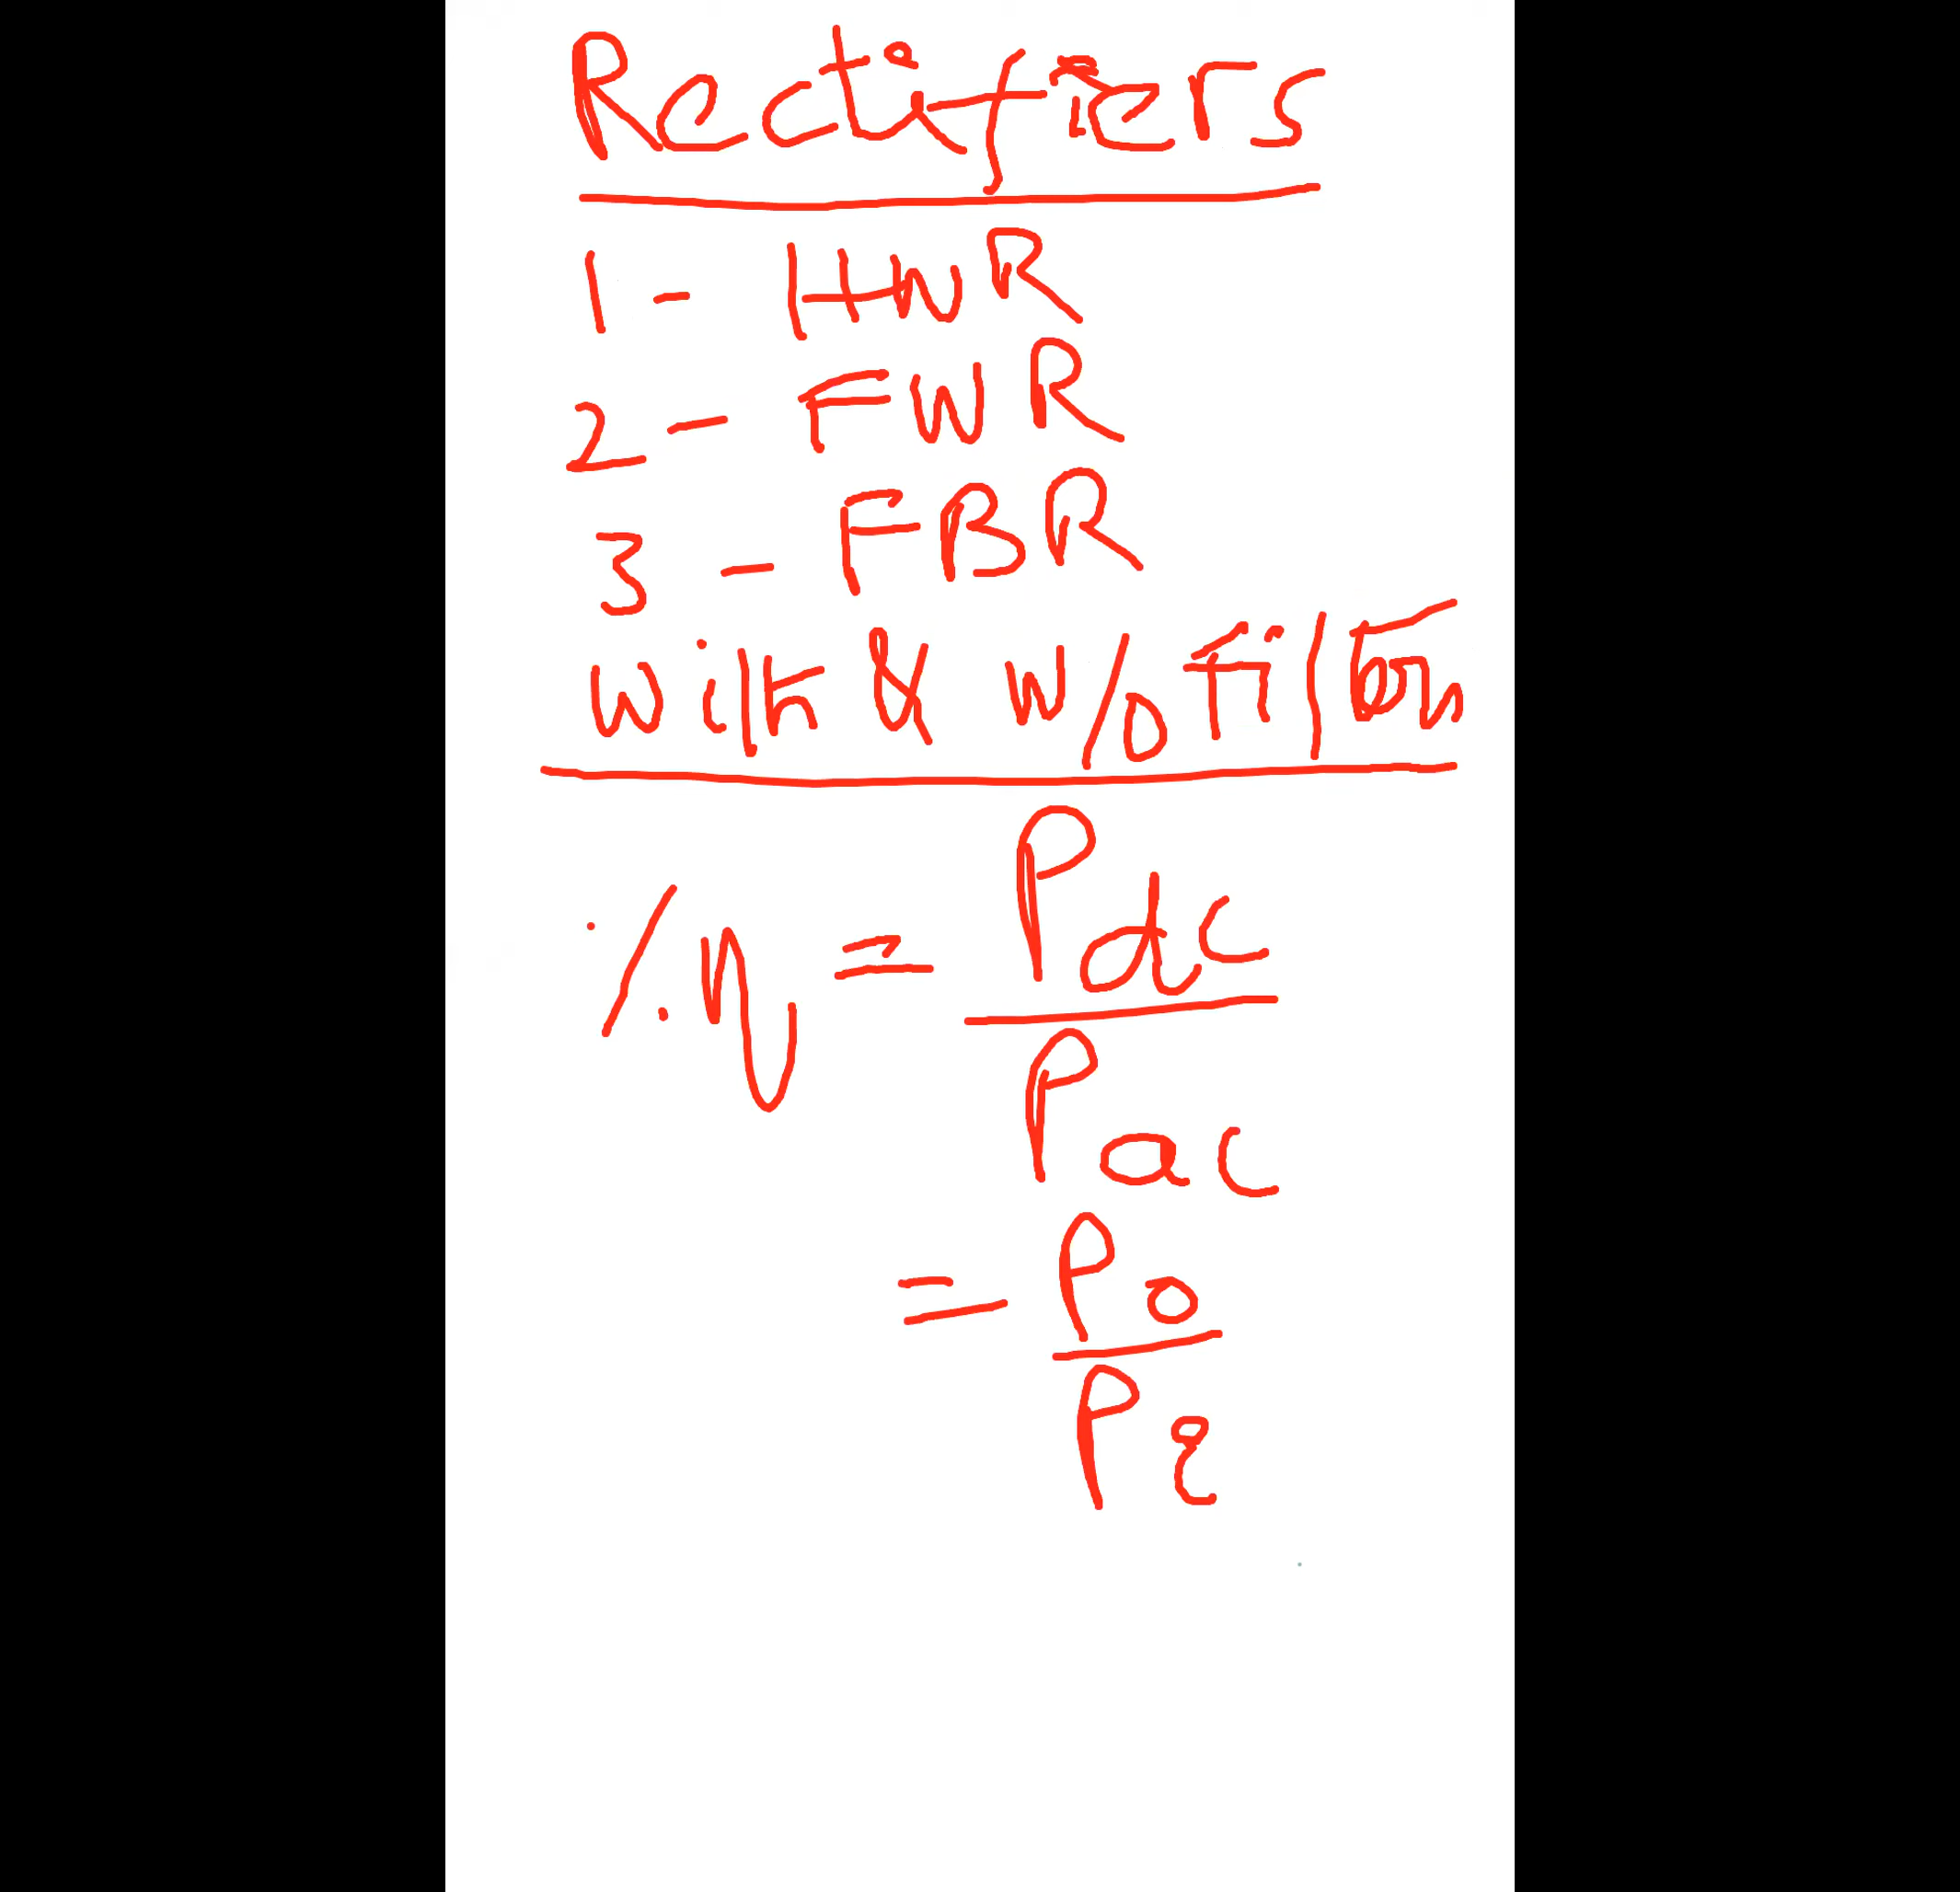 Rectifiers
1 - HWR
2 - FWR
3 - FBR
with & w/o filter
% η = Pdc / Pac
= Po / Pi